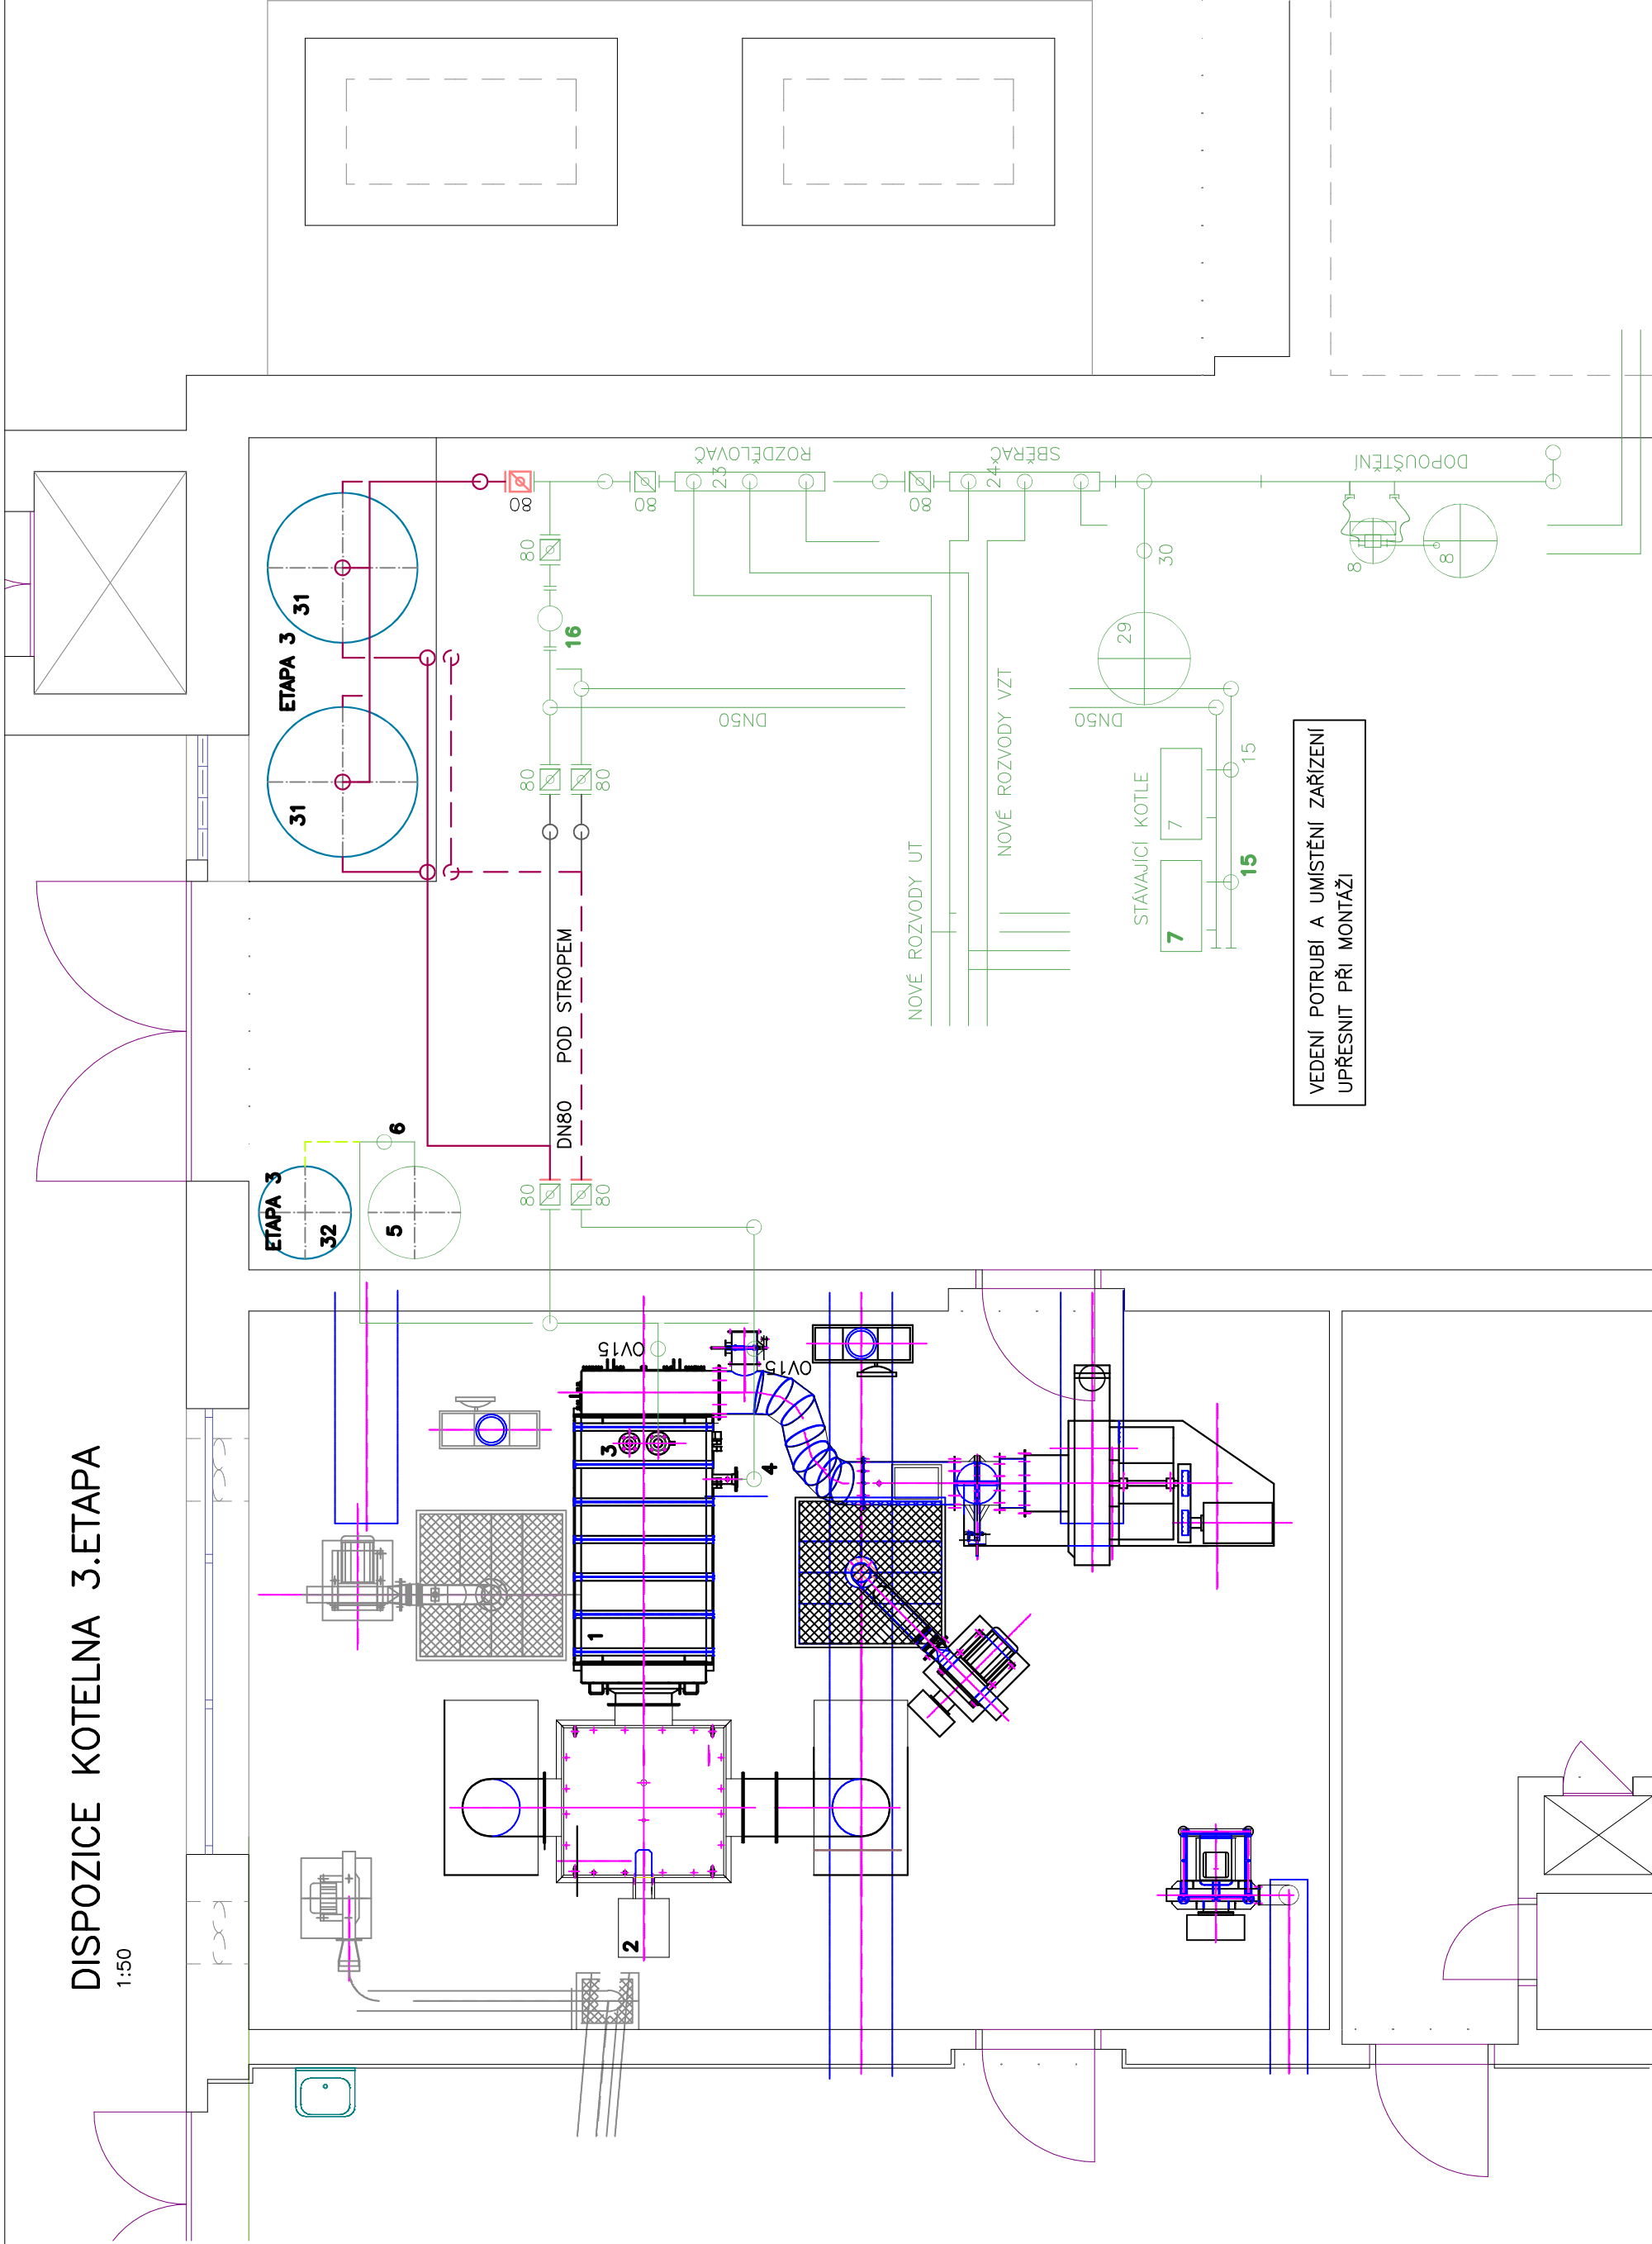 DISPOZICE KOTELNA 3.ETAPA
1:50
ETAPA 3
31
31
ETAPA 3
32
5
6
80
80
80
80
80
80
80
80
DN80 POD STROPEM
16
ROZDĚLOVAČ
23
SBĚRAČ
24
DOPOUŠTĚNÍ
8
8
30
29
DN50
DN50
NOVÉ ROZVODY VZT
NOVÉ ROZVODY UT
STÁVAJÍCÍ KOTLE
7
7
15
15
VEDENÍ POTRUBÍ A UMÍSTĚNÍ ZAŘÍZENÍ
UPŘESNIT PŘI MONTÁŽI
OV15
OV15
3
4
1
2